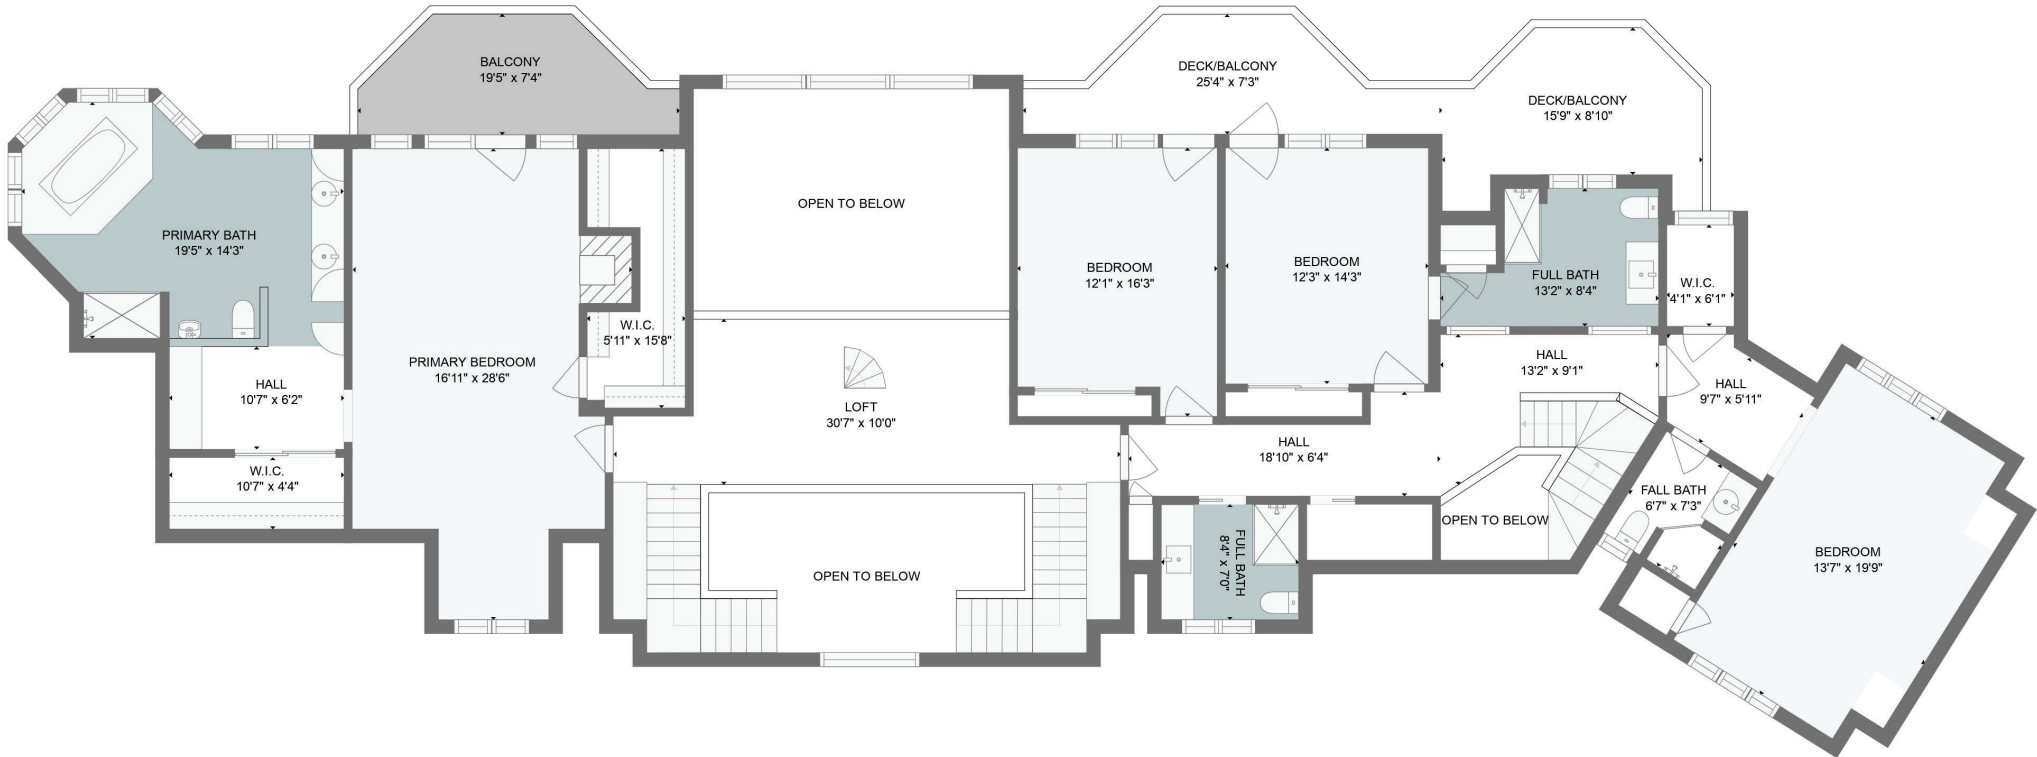 BALCONY
19'5" x 7'4"
DECK/BALCONY
25'4" x 7'3"
DECK/BALCONY
15'9" x 8'10"
PRIMARY BATH
19'5" x 14'3"
OPEN TO BELOW
BEDROOM
12'1" x 16'3"
BEDROOM
12'3" x 14'3"
FULL BATH
13'2" x 8'4"
W.I.C.
4'1" x 6'1"
W.I.C.
5'11" x 15'8"
PRIMARY BEDROOM
16'11" x 28'6"
HALL
10'7" x 6'2"
LOFT
30'7" x 10'0"
HALL
13'2" x 9'1"
HALL
9'7" x 5'11"
W.I.C.
10'7" x 4'4"
HALL
18'10" x 6'4"
FALL BATH
6'7" x 7'3"
OPEN TO BELOW
FULL BATH
8'4" x 7'0"
OPEN TO BELOW
BEDROOM
13'7" x 19'9"